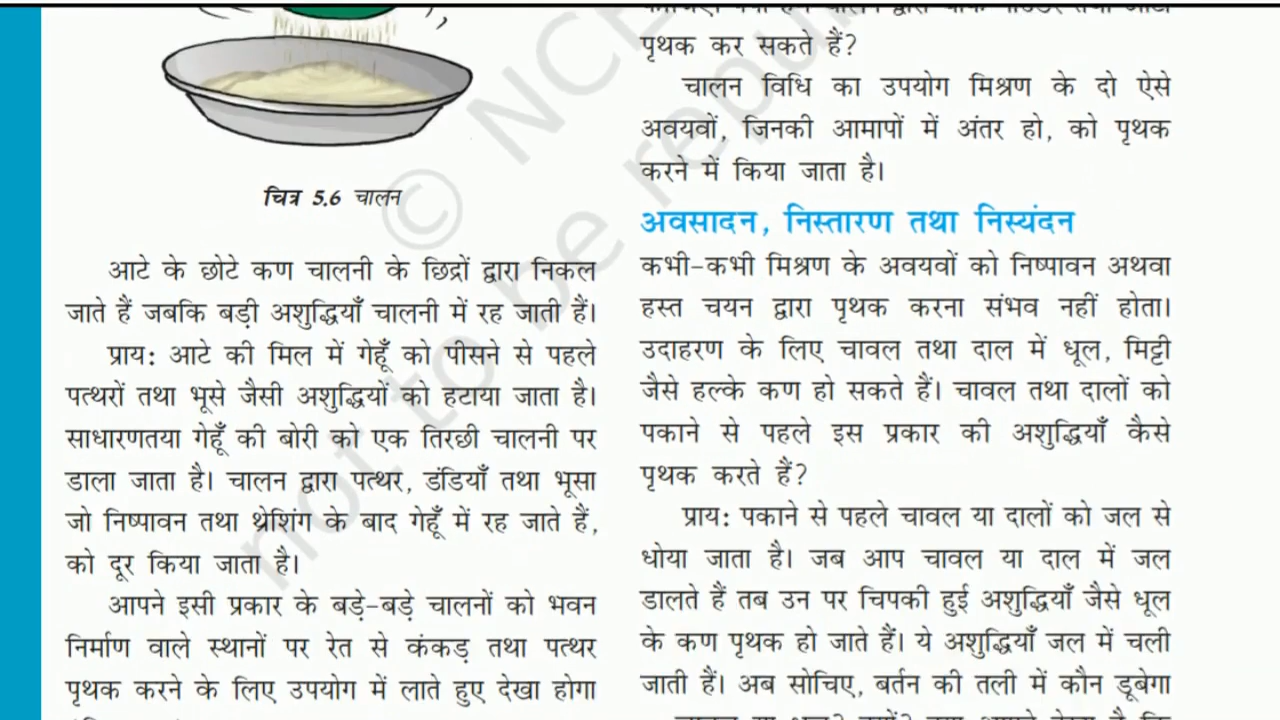 चित्र 5.6 चालन
आटे के छोटे कण चालनी के छिद्रों द्वारा निकल
जाते हैं जबकि बड़ी अशुद्धियाँ चालनी में रह जाती हैं।
प्राय: आटे की मिल में गेहूँ को पीसने से पहले
पत्थरों तथा भूसे जैसी अशुद्धियों को हटाया जाता है।
साधारणतया गेहूँ की बोरी को एक तिरछी चालनी पर
डाला जाता है। चालन द्वारा पत्थर, डंडियाँ तथा भूसा
जो निष्पावन तथा थ्रेशिंग के बाद गेहूँ में रह जाते हैं,
को दूर किया जाता है।
आपने इसी प्रकार के बड़े-बड़े चालनों को भवन
निर्माण वाले स्थानों पर रेत से कंकड़ तथा पत्थर
पृथक करने के लिए उपयोग में लाते हुए देखा होगा
पृथक कर सकते हैं?
चालन विधि का उपयोग मिश्रण के दो ऐसे
अवयवों, जिनकी आमापों में अंतर हो, को पृथक
करने में किया जाता है।
अवसादन, निस्तारण तथा निस्यंदन
कभी-कभी मिश्रण के अवयवों को निष्पावन अथवा
हस्त चयन द्वारा पृथक करना संभव नहीं होता।
उदाहरण के लिए चावल तथा दाल में धूल, मिट्टी
जैसे हल्के कण हो सकते हैं। चावल तथा दालों को
पकाने से पहले इस प्रकार की अशुद्धियाँ कैसे
पृथक करते हैं?
प्राय: पकाने से पहले चावल या दालों को जल से
धोया जाता है। जब आप चावल या दाल में जल
डालते हैं तब उन पर चिपकी हुई अशुद्धियाँ जैसे धूल
के कण पृथक हो जाते हैं। ये अशुद्धियाँ जल में चली
जाती हैं। अब सोचिए, बर्तन की तली में कौन डूबेगा
© NCE
not to be repu